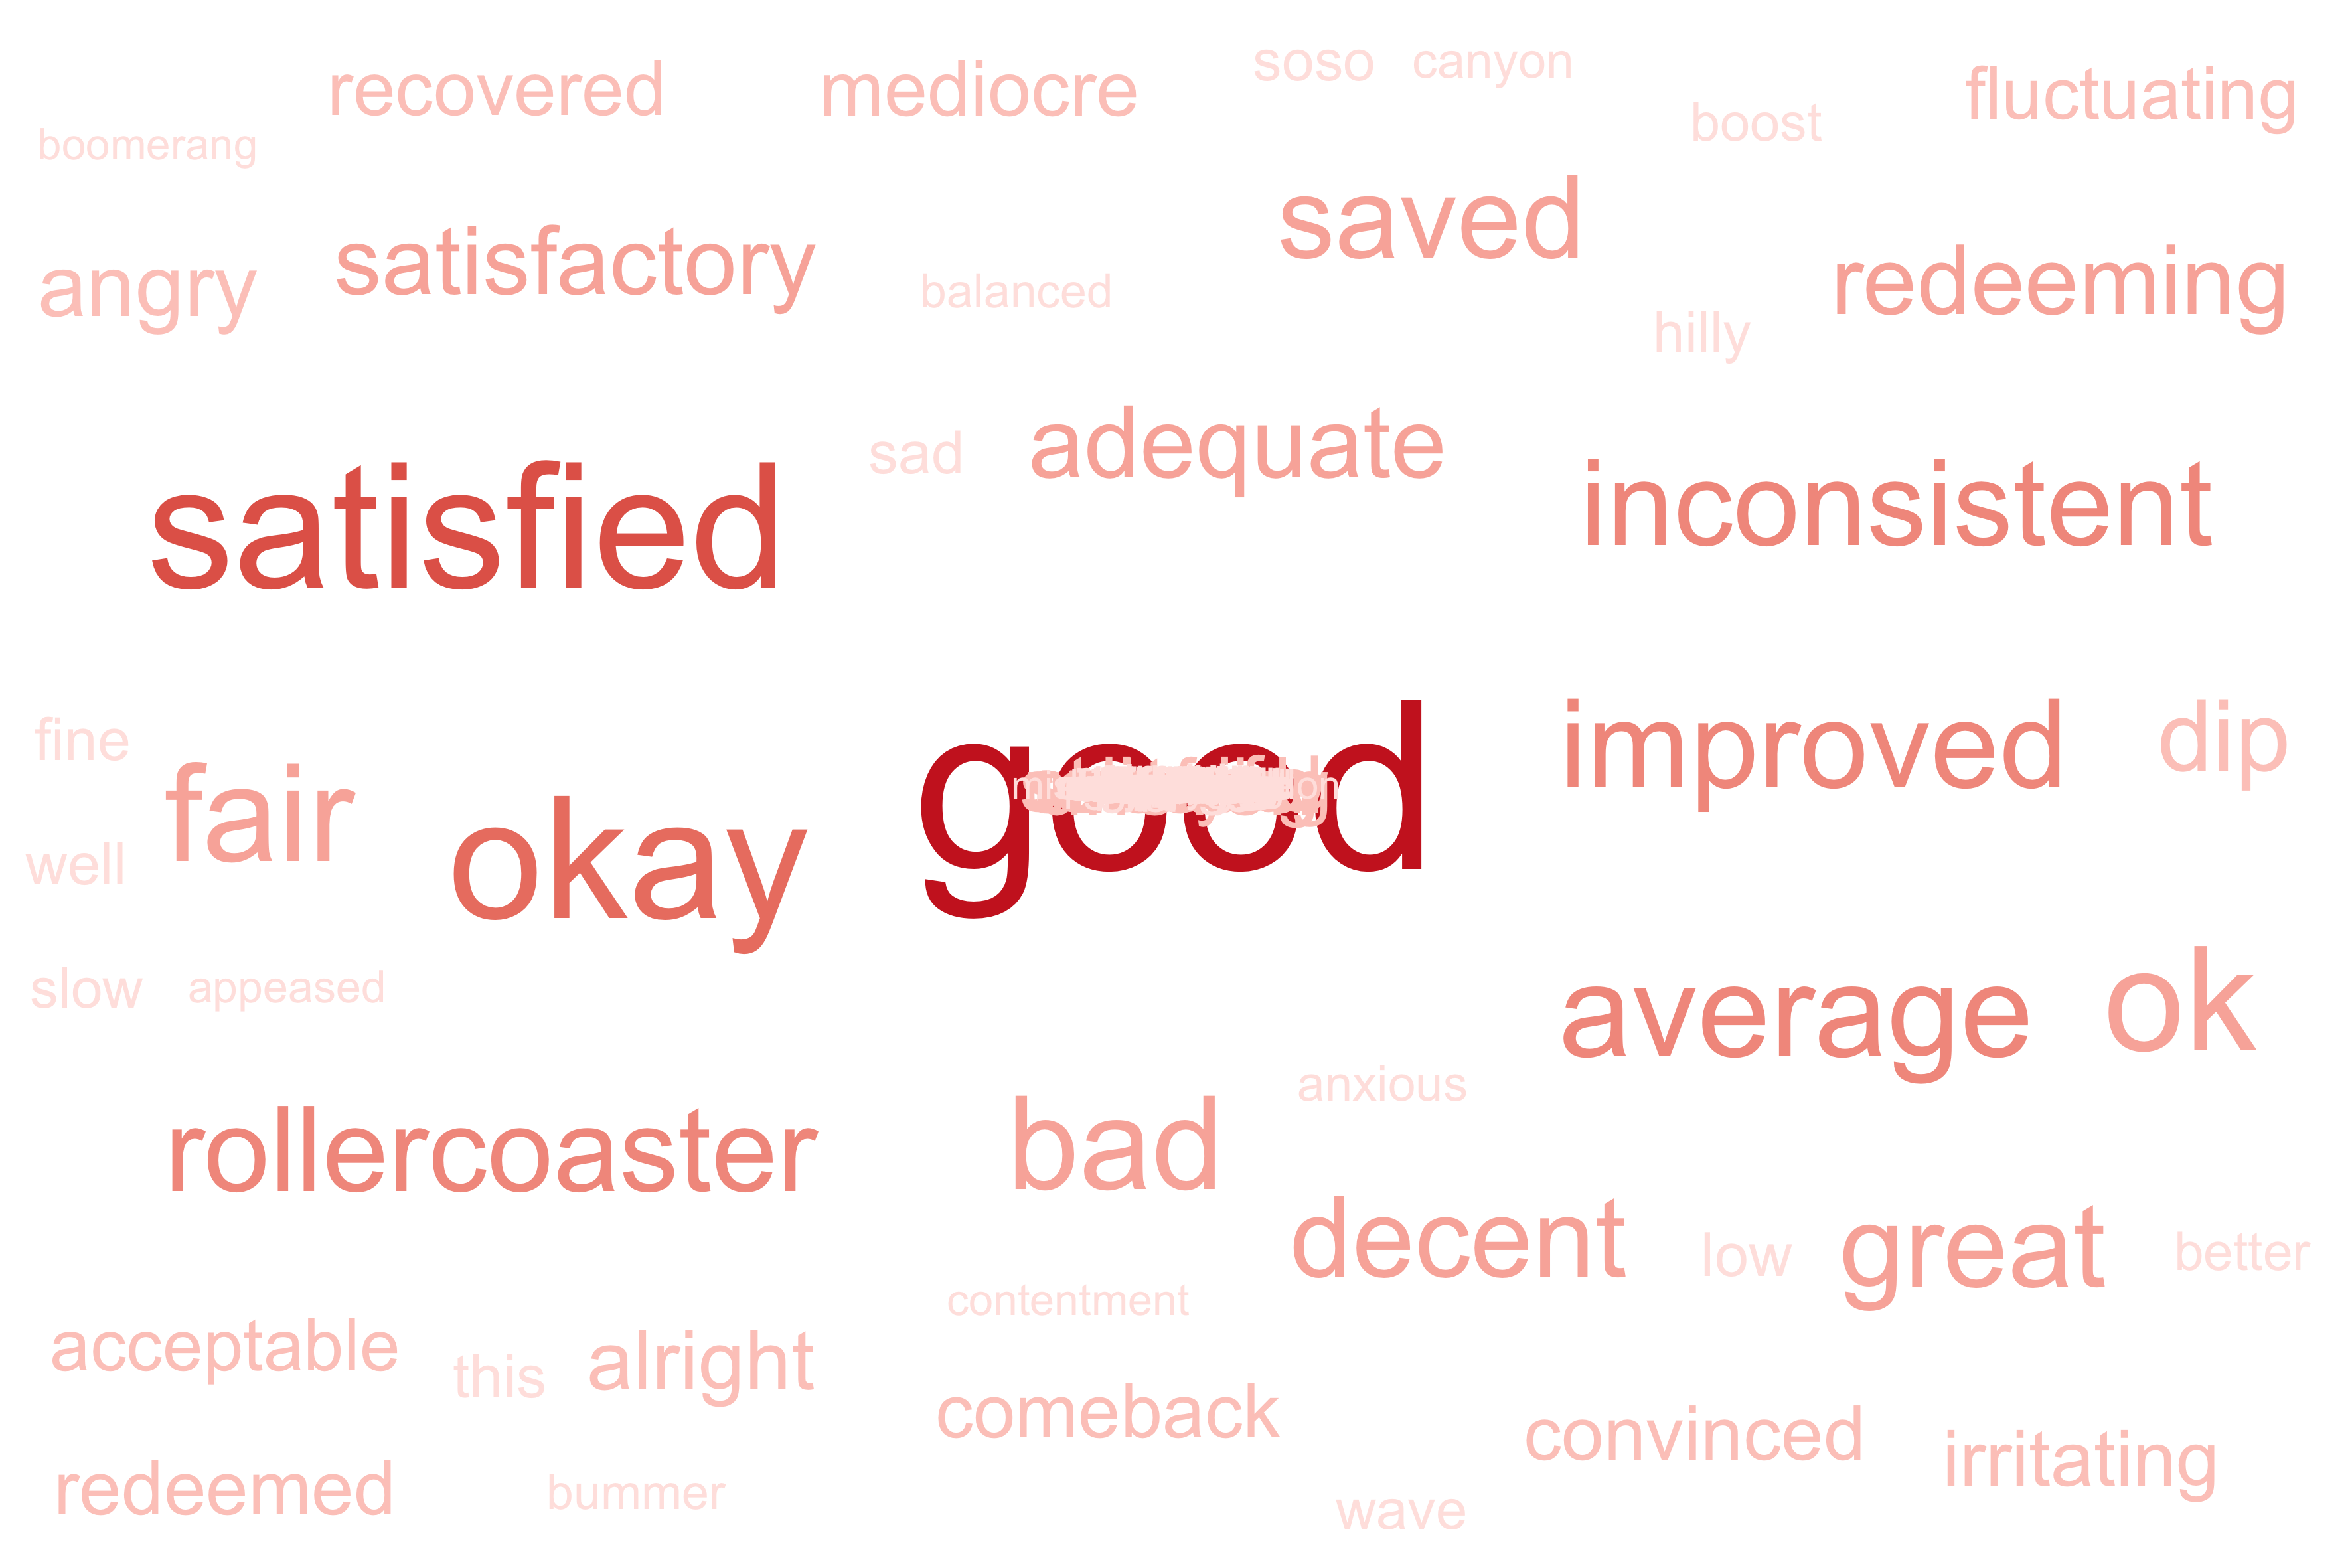 soso canyon
recovered mediocre fluctuating
boost
boomerang
saved
satisfactory redeeming
angry balanced
hilly
sad adequate
satisfied inconsistent
fine improved dip
good
fair
well okay
slow appeased
average ok
anxious
rollercoaster bad
decent low great better
contentment
acceptable this alright
comeback convinced
irritating
redeemed bummer
wave